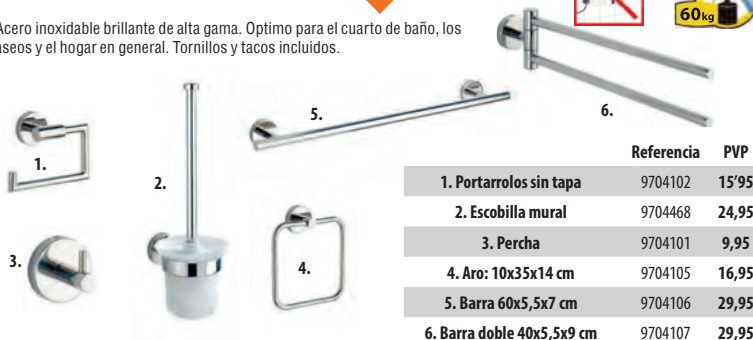 Acero inoxidable brillante de alta gama. Optimo para el cuarto de baño, los
aseos y el hogar en general. Tornillos y tacos incluidos.
60kg
1.
2.
3.
4.
5.
6.
Referencia PVP
1. Portarrolos sin tapa 9704102 15'95
2. Escobilla mural 9704468 24,95
3. Percha 9704101 9,95
4. Aro: 10x35x14 cm 9704105 16,95
5. Barra 60x5,5x7 cm 9704106 29,95
6. Barra doble 40x5,5x9 cm 9704107 29,95